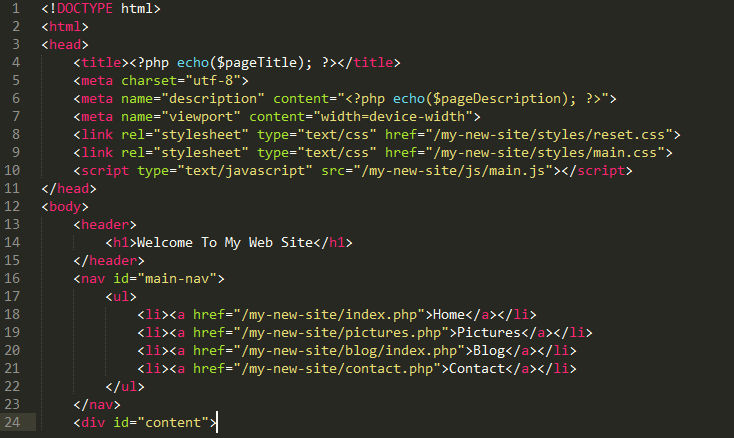 1 <!DOCTYPE html>
2 <html>
3 <head>
4     <title><?php echo($pageTitle); ?></title>
5     <meta charset="utf-8">
6     <meta name="description" content="<?php echo($pageDescription); ?>">
7     <meta name="viewport" content="width=device-width">
8     <link rel="stylesheet" type="text/css" href="/my-new-site/styles/reset.css">
9     <link rel="stylesheet" type="text/css" href="/my-new-site/styles/main.css">
10     <script type="text/javascript" src="/my-new-site/js/main.js"></script>
11 </head>
12 <body>
13     <header>
14         <h1>Welcome To My Web Site</h1>
15     </header>
16     <nav id="main-nav">
17         <ul>
18             <li><a href="/my-new-site/index.php">Home</a></li>
19             <li><a href="/my-new-site/pictures.php">Pictures</a></li>
20             <li><a href="/my-new-site/blog/index.php">Blog</a></li>
21             <li><a href="/my-new-site/contact.php">Contact</a></li>
22         </ul>
23     </nav>
24     <div id="content">